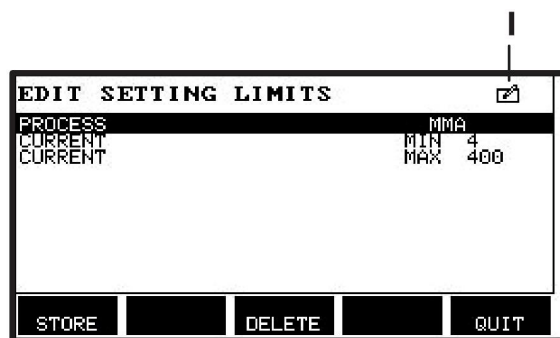 I
EDIT SETTING LIMITS
PROCESS MMA
CURRENT MIN 4
CURRENT MAX 400
STORE DELETE QUIT